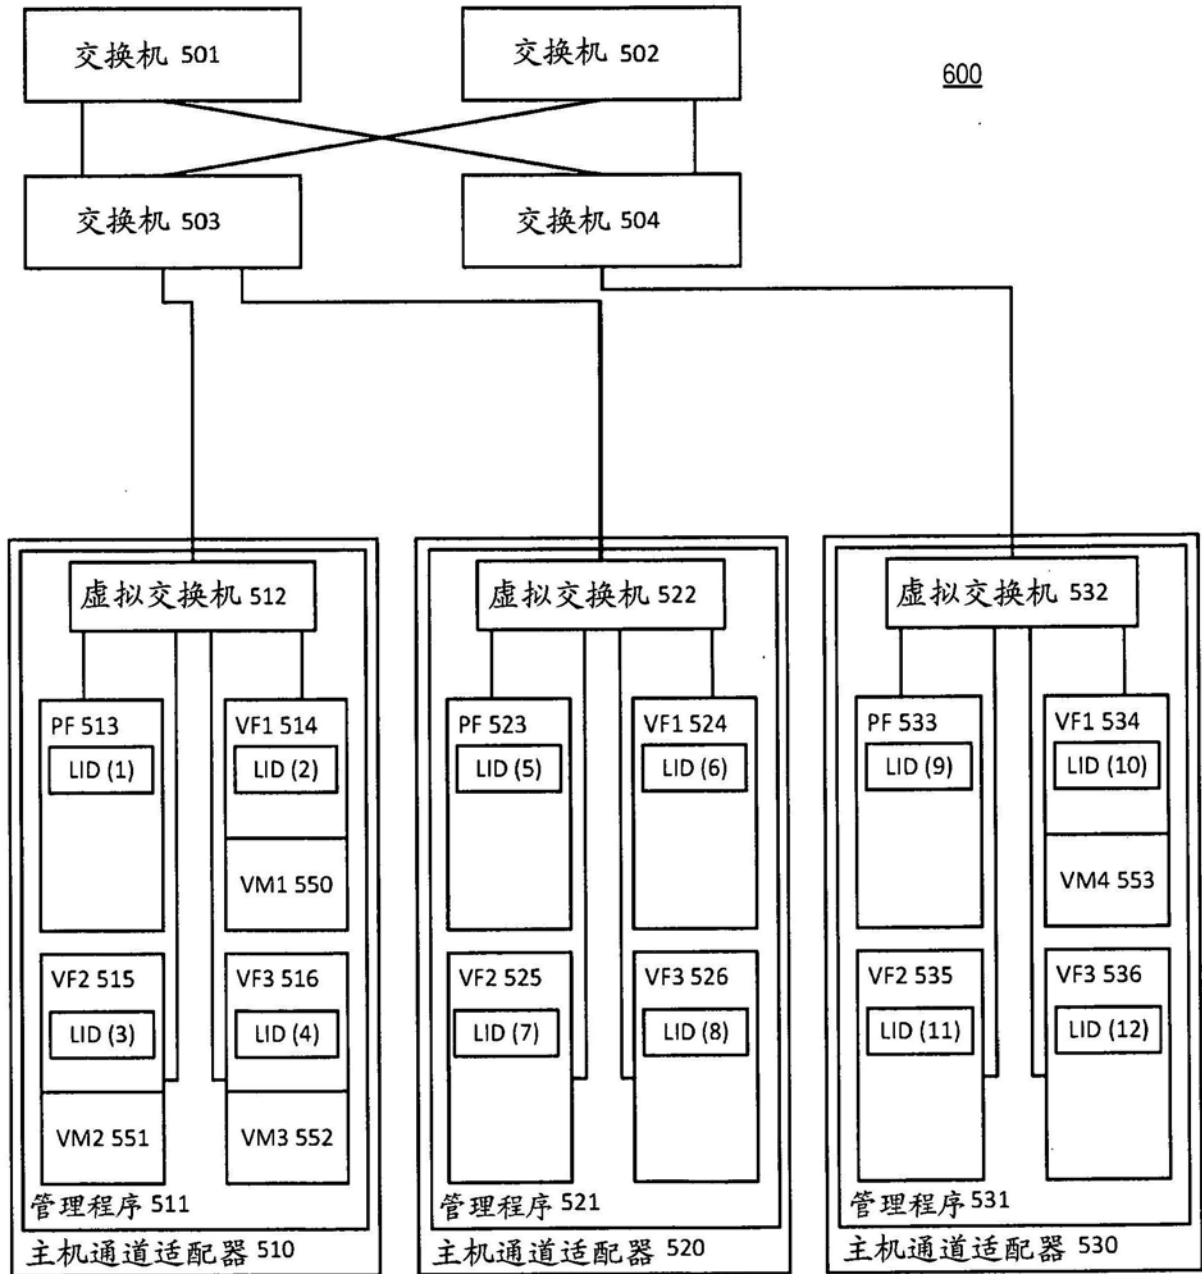 交换机 501
交换机 502
600
交换机 503
交换机 504
虚拟交换机 512
PF 513
LID (1)
VF1 514
LID (2)
VM1 550
VF2 515
LID (3)
VM2 551
VF3 516
LID (4)
VM3 552
管理程序 511
主机通道适配器 510
虚拟交换机 522
PF 523
LID (5)
VF1 524
LID (6)
VF2 525
LID (7)
VF3 526
LID (8)
管理程序 521
主机通道适配器 520
虚拟交换机 532
PF 533
LID (9)
VF1 534
LID (10)
VM4 553
VF2 535
LID (11)
VF3 536
LID (12)
管理程序 531
主机通道适配器 530